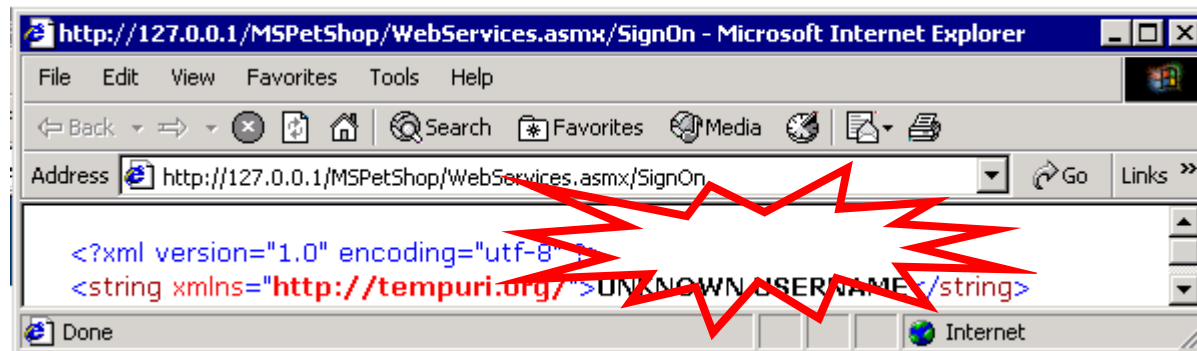 http://127.0.0.1/MSPetShop/WebServices.asmx/SignOn - Microsoft Internet Explorer
File Edit View Favorites Tools Help
Back Search Favorites Media
Address http://127.0.0.1/MSPetShop/WebServices.asmx/SignOn Go Links »
<?xml version="1.0" encoding="utf-8" ?>
<string xmlns="http://tempuri.org/">UNKNOWN USERNAME</string>
Done Internet